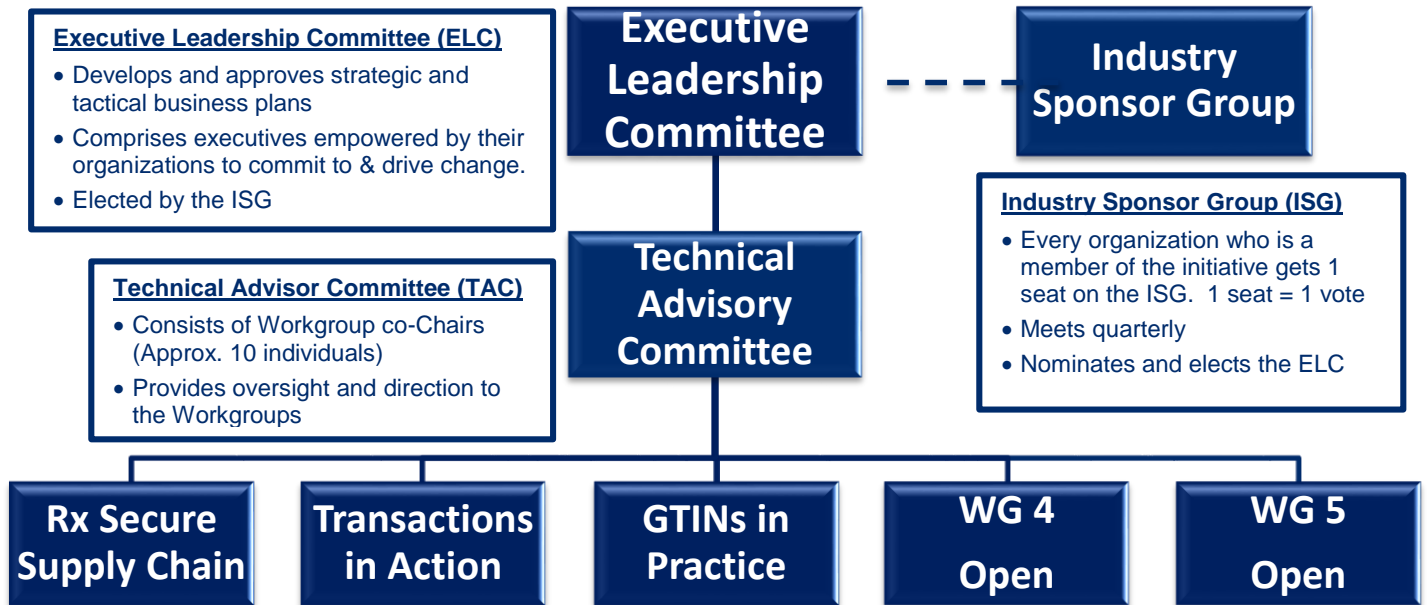 Executive Leadership Committee (ELC)
• Develops and approves strategic and
tactical business plans
• Comprises executives empowered by their
organizations to commit to & drive change.
• Elected by the ISG
Executive
Leadership
Committee
Industry
Sponsor Group
Industry Sponsor Group (ISG)
• Every organization who is a
member of the initiative gets 1
seat on the ISG.  1 seat = 1 vote
• Meets quarterly
• Nominates and elects the ELC
Technical Advisor Committee (TAC)
• Consists of Workgroup co-Chairs
(Approx. 10 individuals)
• Provides oversight and direction to
the Workgroups
Technical
Advisory
Committee
Rx Secure
Supply Chain
Transactions
in Action
GTINs in
Practice
WG 4
Open
WG 5
Open